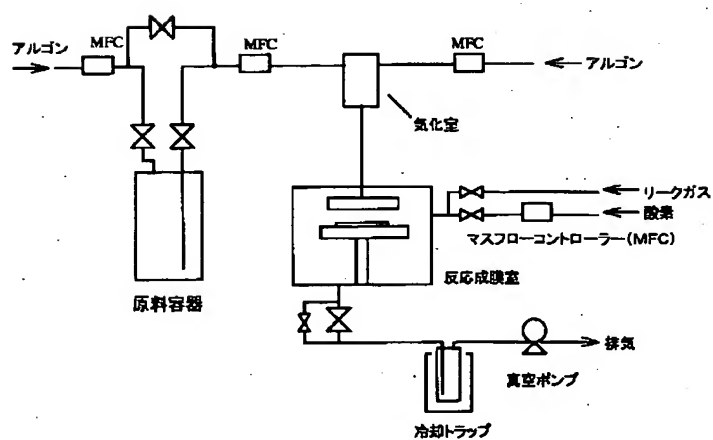 アルゴン
MFC
MFC
MFC
アルゴン
気化室
リークガス
酸素
マスフローコントローラー(MFC)
原料容器
反応成膜室
排気
真空ポンプ
冷却トラップ